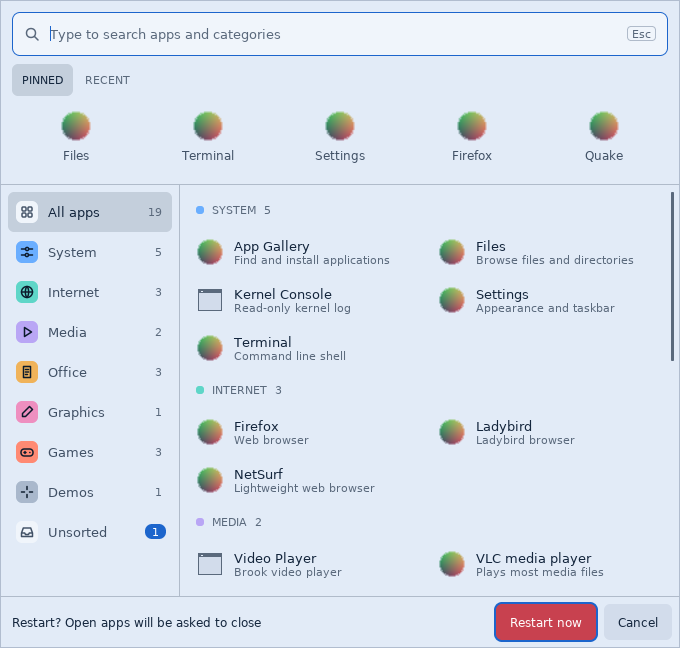 Type to search apps and categories
Esc
PINNED
RECENT
Files
Terminal
Settings
Firefox
Quake
All apps 19
System 5
Internet 3
Media 2
Office 3
Graphics 1
Games 3
Demos 1
Unsorted 1
SYSTEM 5
App Gallery
Find and install applications
Files
Browse files and directories
Kernel Console
Read-only kernel log
Settings
Appearance and taskbar
Terminal
Command line shell
INTERNET 3
Firefox
Web browser
Ladybird
Ladybird browser
NetSurf
Lightweight web browser
MEDIA 2
Video Player
Brook video player
VLC media player
Plays most media files
Restart? Open apps will be asked to close
Restart now
Cancel